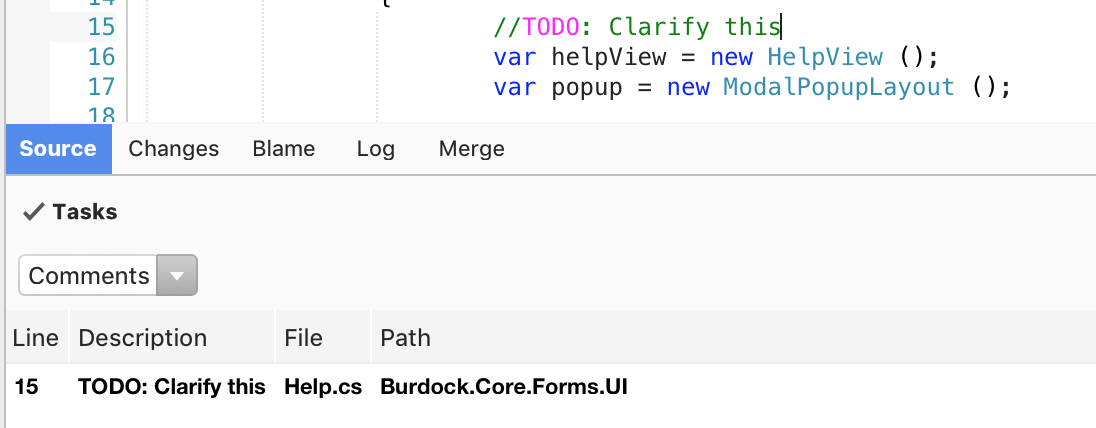 14 {
15 //TODO: Clarify this
16 var helpView = new HelpView ();
17 var popup = new ModalPopupLayout ();
18
Source Changes Blame Log Merge
Tasks
Comments
Line Description File Path
15 TODO: Clarify this Help.cs Burdock.Core.Forms.UI